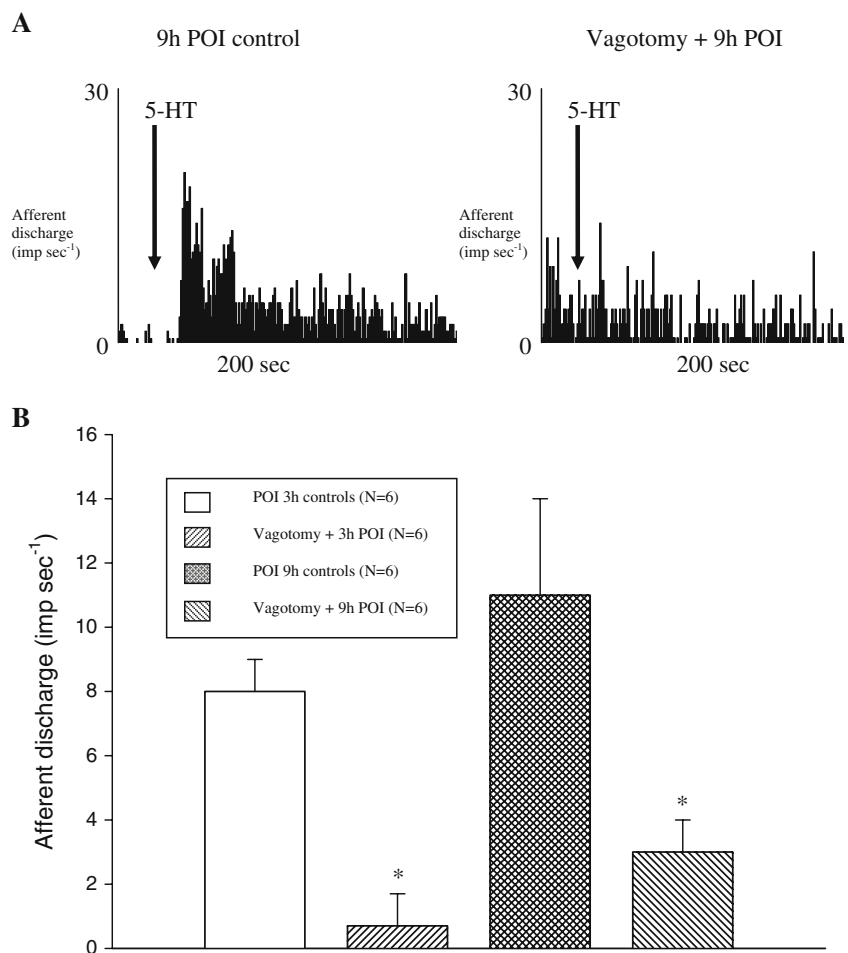 A
9h POI control
Vagotomy + 9h POI
30
5-HT
Afferent
discharge
(imp sec⁻¹)
0
200 sec
30
5-HT
Afferent
discharge
(imp sec⁻¹)
0
200 sec
B
Afferent discharge (imp sec⁻¹)
16
14
12
10
8
6
4
2
0
POI 3h controls (N=6)
Vagotomy + 3h POI (N=6)
POI 9h controls (N=6)
Vagotomy + 9h POI (N=6)
*
*